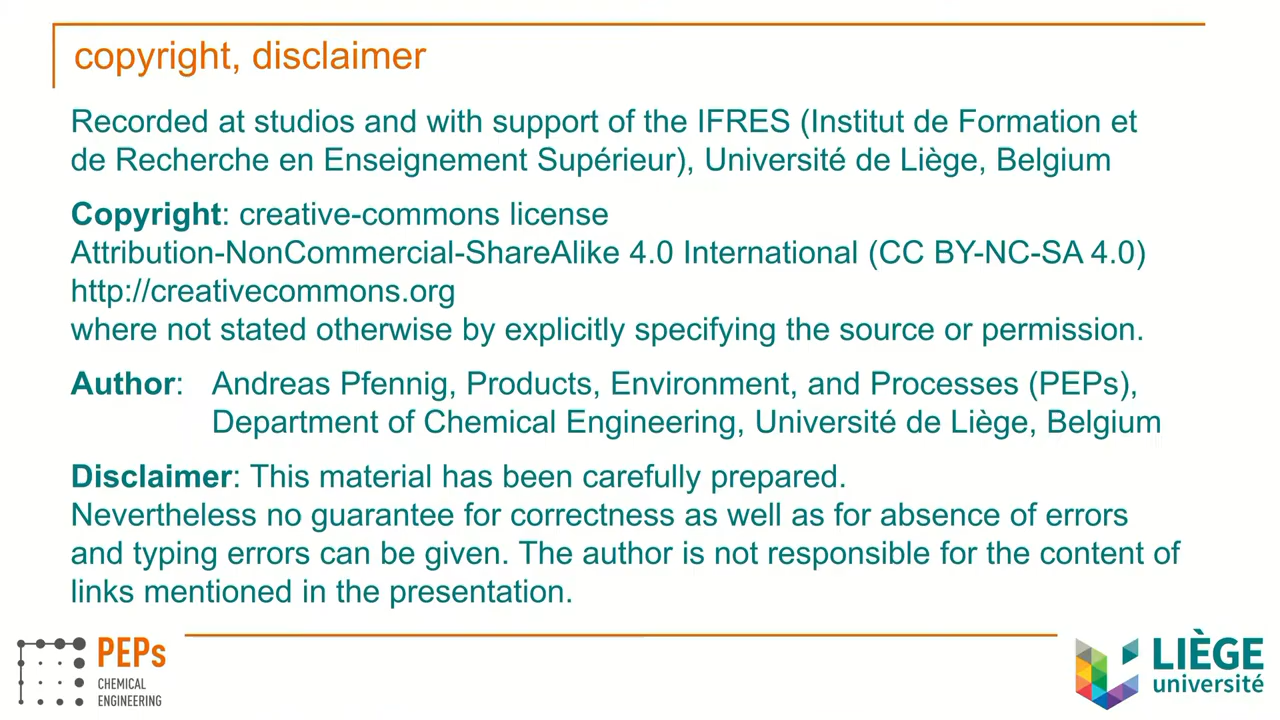 copyright, disclaimer
Recorded at studios and with support of the IFRES (Institut de Formation et
de Recherche en Enseignement Supérieur), Université de Liège, Belgium
Copyright: creative-commons license
Attribution-NonCommercial-ShareAlike 4.0 International (CC BY-NC-SA 4.0)
http://creativecommons.org
where not stated otherwise by explicitly specifying the source or permission.
Author: Andreas Pfennig, Products, Environment, and Processes (PEPs),
Department of Chemical Engineering, Université de Liège, Belgium
Disclaimer: This material has been carefully prepared.
Nevertheless no guarantee for correctness as well as for absence of errors
and typing errors can be given. The author is not responsible for the content of
links mentioned in the presentation.
PEPs
CHEMICAL
ENGINEERING
LIÈGE
université